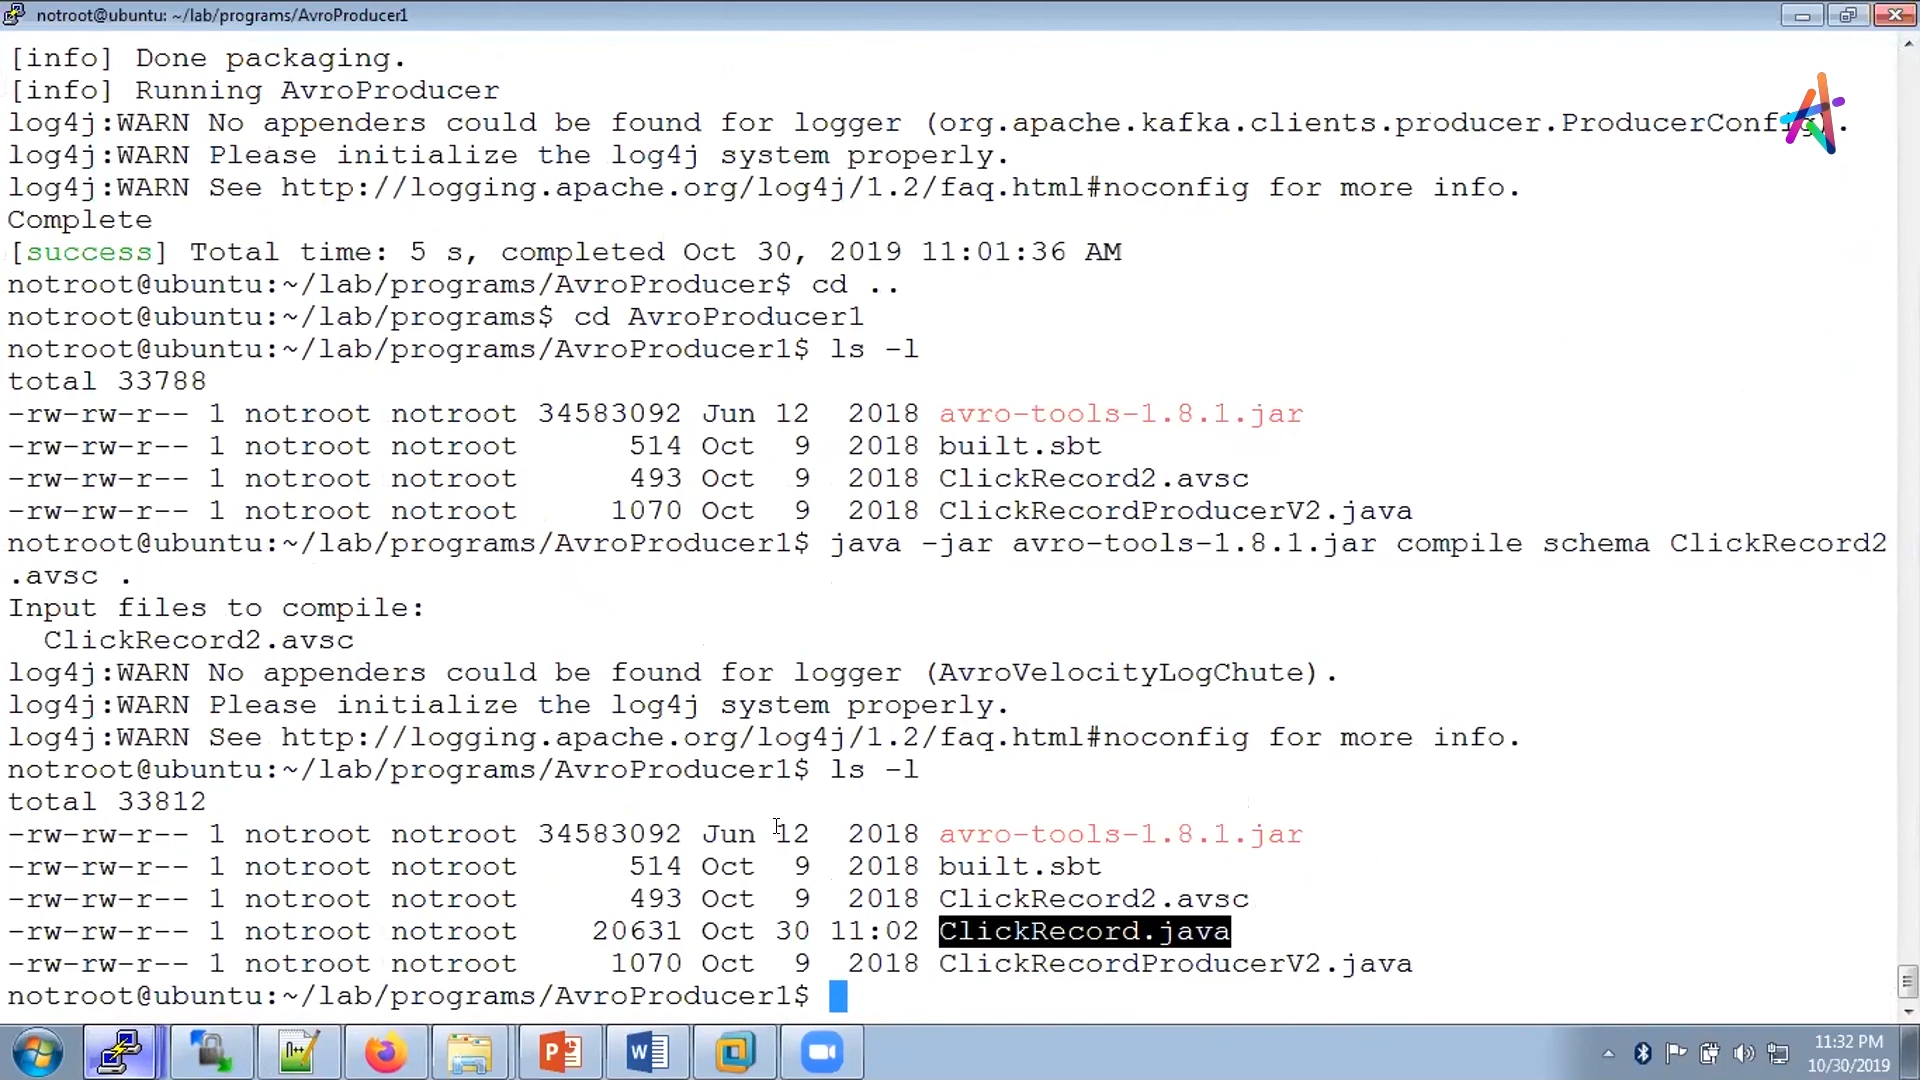 notroot@ubuntu: ~/lab/programs/AvroProducer1
[info] Done packaging.
[info] Running AvroProducer
log4j:WARN No appenders could be found for logger (org.apache.kafka.clients.producer.ProducerConfig).
log4j:WARN Please initialize the log4j system properly.
log4j:WARN See http://logging.apache.org/log4j/1.2/faq.html#noconfig for more info.
Complete
[success] Total time: 5 s, completed Oct 30, 2019 11:01:36 AM
notroot@ubuntu:~/lab/programs/AvroProducer$ cd ..
notroot@ubuntu:~/lab/programs$ cd AvroProducer1
notroot@ubuntu:~/lab/programs/AvroProducer1$ ls -l
total 33788
-rw-rw-r-- 1 notroot notroot 34583092 Jun 12  2018 avro-tools-1.8.1.jar
-rw-rw-r-- 1 notroot notroot      514 Oct  9  2018 built.sbt
-rw-rw-r-- 1 notroot notroot      493 Oct  9  2018 ClickRecord2.avsc
-rw-rw-r-- 1 notroot notroot     1070 Oct  9  2018 ClickRecordProducerV2.java
notroot@ubuntu:~/lab/programs/AvroProducer1$ java -jar avro-tools-1.8.1.jar compile schema ClickRecord2
.avsc .
Input files to compile:
  ClickRecord2.avsc
log4j:WARN No appenders could be found for logger (AvroVelocityLogChute).
log4j:WARN Please initialize the log4j system properly.
log4j:WARN See http://logging.apache.org/log4j/1.2/faq.html#noconfig for more info.
notroot@ubuntu:~/lab/programs/AvroProducer1$ ls -l
total 33812
-rw-rw-r-- 1 notroot notroot 34583092 Jun 12  2018 avro-tools-1.8.1.jar
-rw-rw-r-- 1 notroot notroot      514 Oct  9  2018 built.sbt
-rw-rw-r-- 1 notroot notroot      493 Oct  9  2018 ClickRecord2.avsc
-rw-rw-r-- 1 notroot notroot    20631 Oct 30 11:02 ClickRecord.java
-rw-rw-r-- 1 notroot notroot     1070 Oct  9  2018 ClickRecordProducerV2.java
notroot@ubuntu:~/lab/programs/AvroProducer1$
11:32 PM
10/30/2019